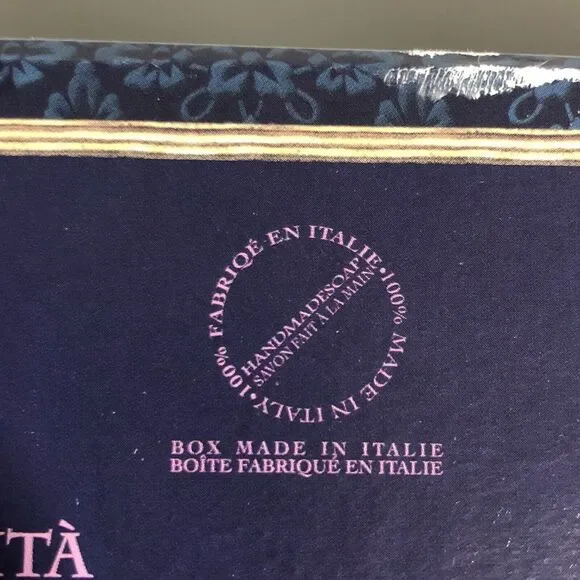 100% FABRIQÉ EN ITALIE
100% MADE IN ITALY
HANDMADESOAP
SAVON FAIT À LA MAIN
BOX MADE IN ITALIE
BOÎTE FABRIQUÉ EN ITALIE